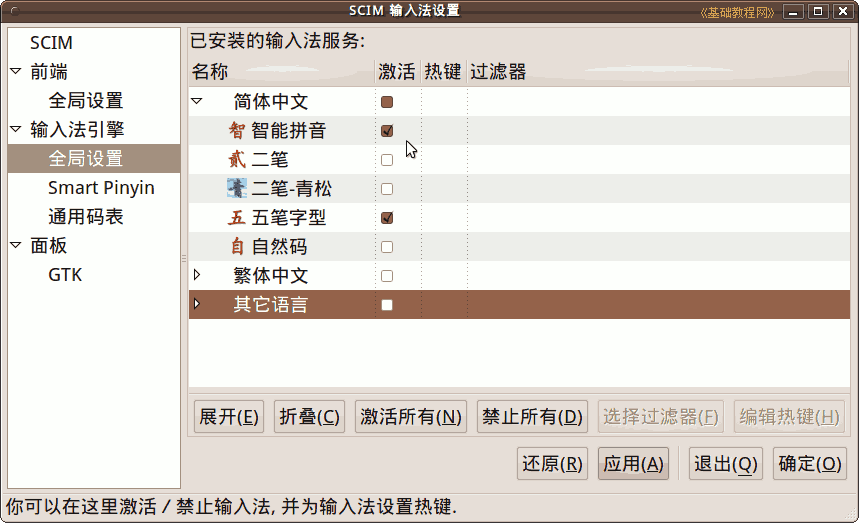 SCIM 输入法设置
《基础教程网》
SCIM
前端
全局设置
输入法引擎
全局设置
Smart Pinyin
通用码表
面板
GTK
已安装的输入法服务:
名称 激活 热键 过滤器
简体中文
智 智能拼音
贰 二笔
青 二笔-青松
五 五笔字型
自 自然码
繁体中文
其它语言
展开(E) 折叠(C) 激活所有(N) 禁止所有(D) 选择过滤器(F) 编辑热键(H)
还原(R) 应用(A) 退出(Q) 确定(O)
你可以在这里激活 / 禁止输入法, 并为输入法设置热键.